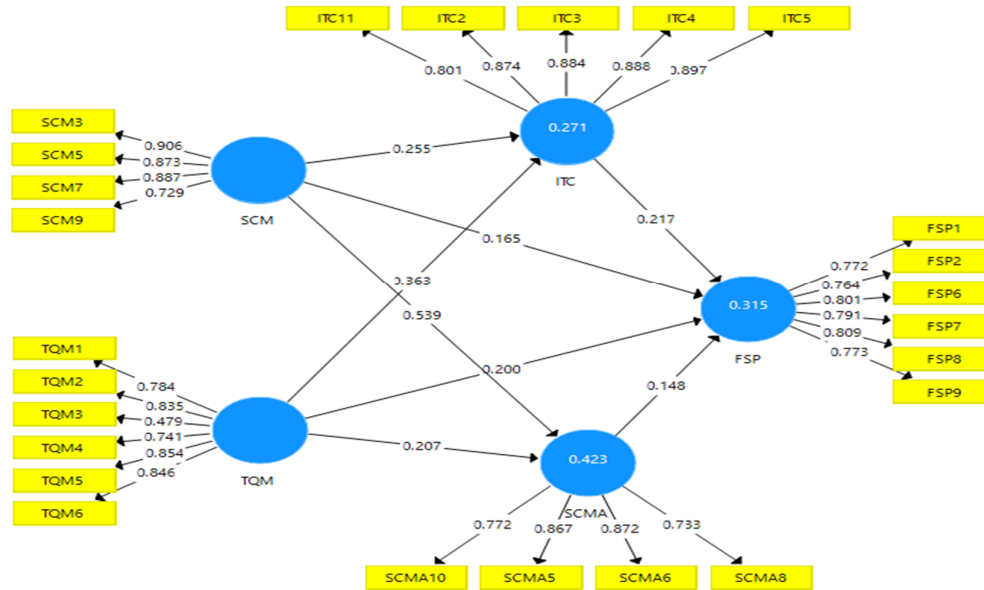 ITC11 ITC2 ITC3 ITC4 ITC5
0.801 0.874 0.884 0.888 0.897
SCM3
SCM5
SCM7
SCM9
0.906
0.873
0.887
0.729
SCM
0.271
ITC
0.255
0.217
0.165
0.363
0.539
0.315
FSP
FSP1
FSP2
FSP6
FSP7
FSP8
FSP9
0.772
0.764
0.801
0.791
0.809
0.773
TQM1
TQM2
TQM3
TQM4
TQM5
TQM6
0.784
0.835
0.479
0.741
0.854
0.846
TQM
0.200
0.148
0.207
0.423
SCMA
0.772 0.867 0.872 0.733
SCMA10 SCMA5 SCMA6 SCMA8